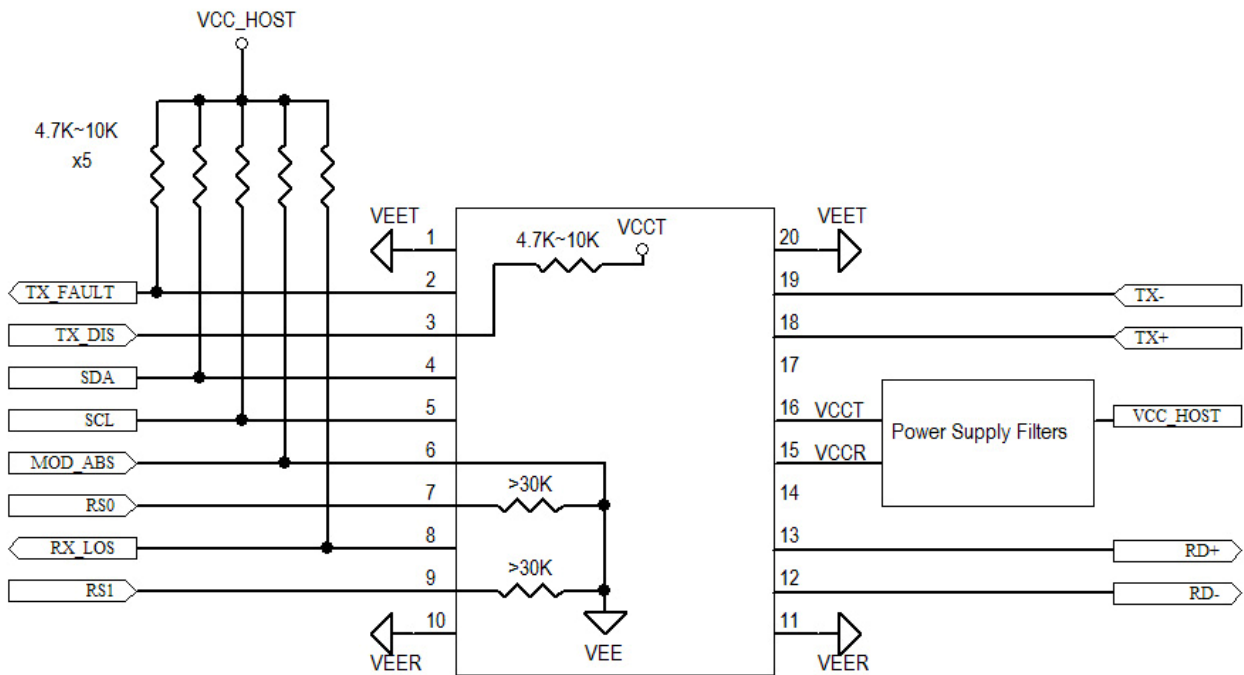 VCC_HOST
4.7K~10K
x5
VEET
1
4.7K~10K
VCCT
20
VEET
TX_FAULT
2
19
TX-
TX_DIS
3
18
TX+
SDA
4
17
SCL
5
16
VCCT
Power Supply Filters
VCC_HOST
MOD_ABS
6
15
VCCR
RS0
7
>30K
14
RX_LOS
8
13
RD+
RS1
9
>30K
12
RD-
10
VEER
VEE
11
VEER